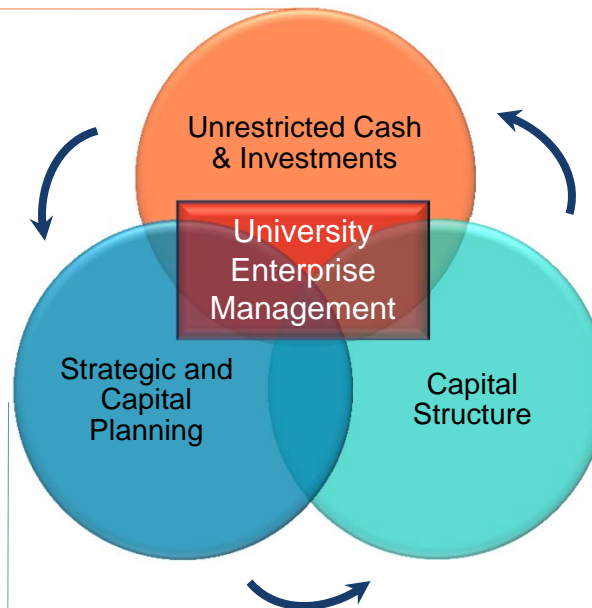 Unrestricted Cash
& Investments
University
Enterprise
Management
Strategic and
Capital
Planning
Capital
Structure